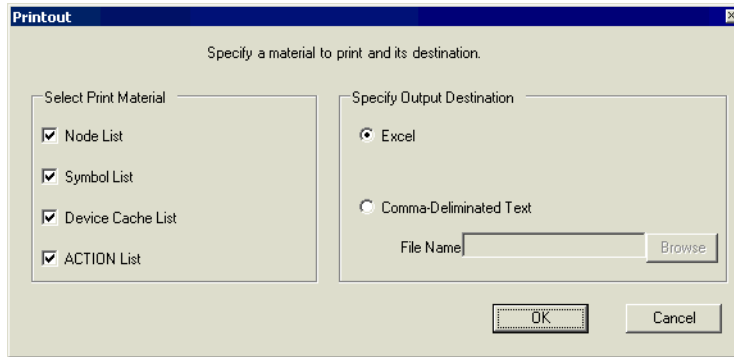 Printout
Specify a material to print and its destination.
Select Print Material
Node List
Symbol List
Device Cache List
ACTION List
Specify Output Destination
Excel
Comma-Deliminated Text
File Name
Browse
OK
Cancel